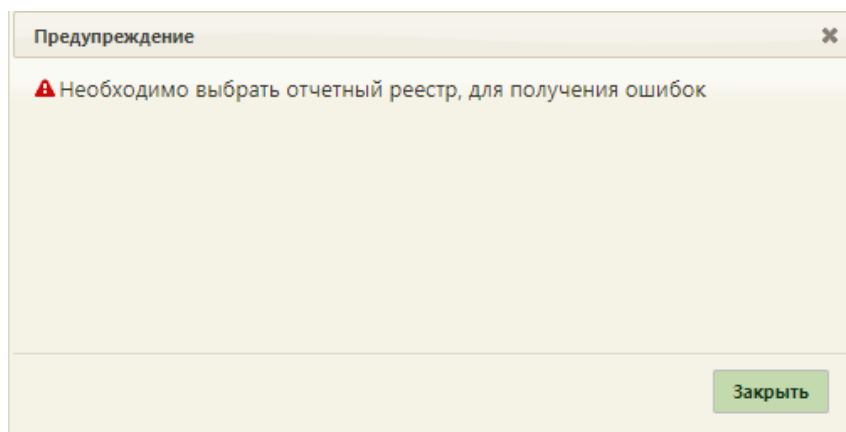 Предупреждение
Необходимо выбрать отчетный реестр, для получения ошибок
Закрыть